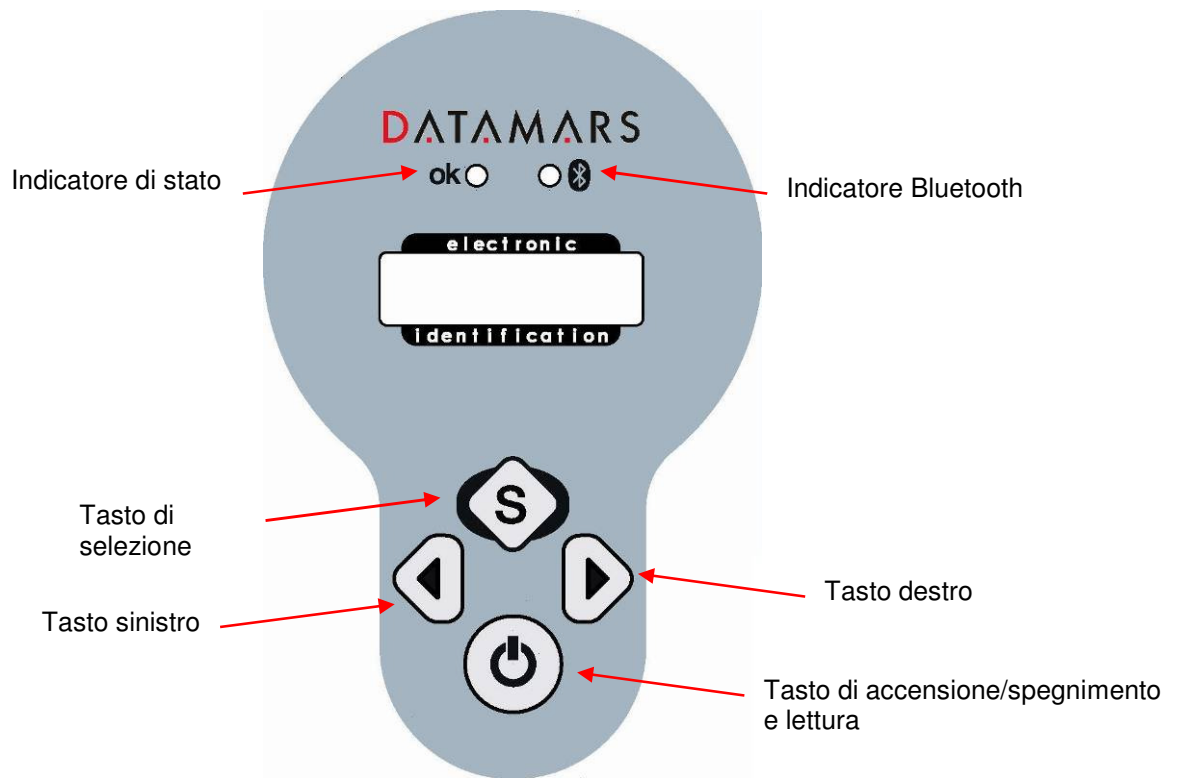 DATAMARS
Indicatore di stato
ok
Indicatore Bluetooth
electronic
identification
Tasto di
selezione
S
Tasto destro
Tasto sinistro
Tasto di accensione/spegnimento
e lettura